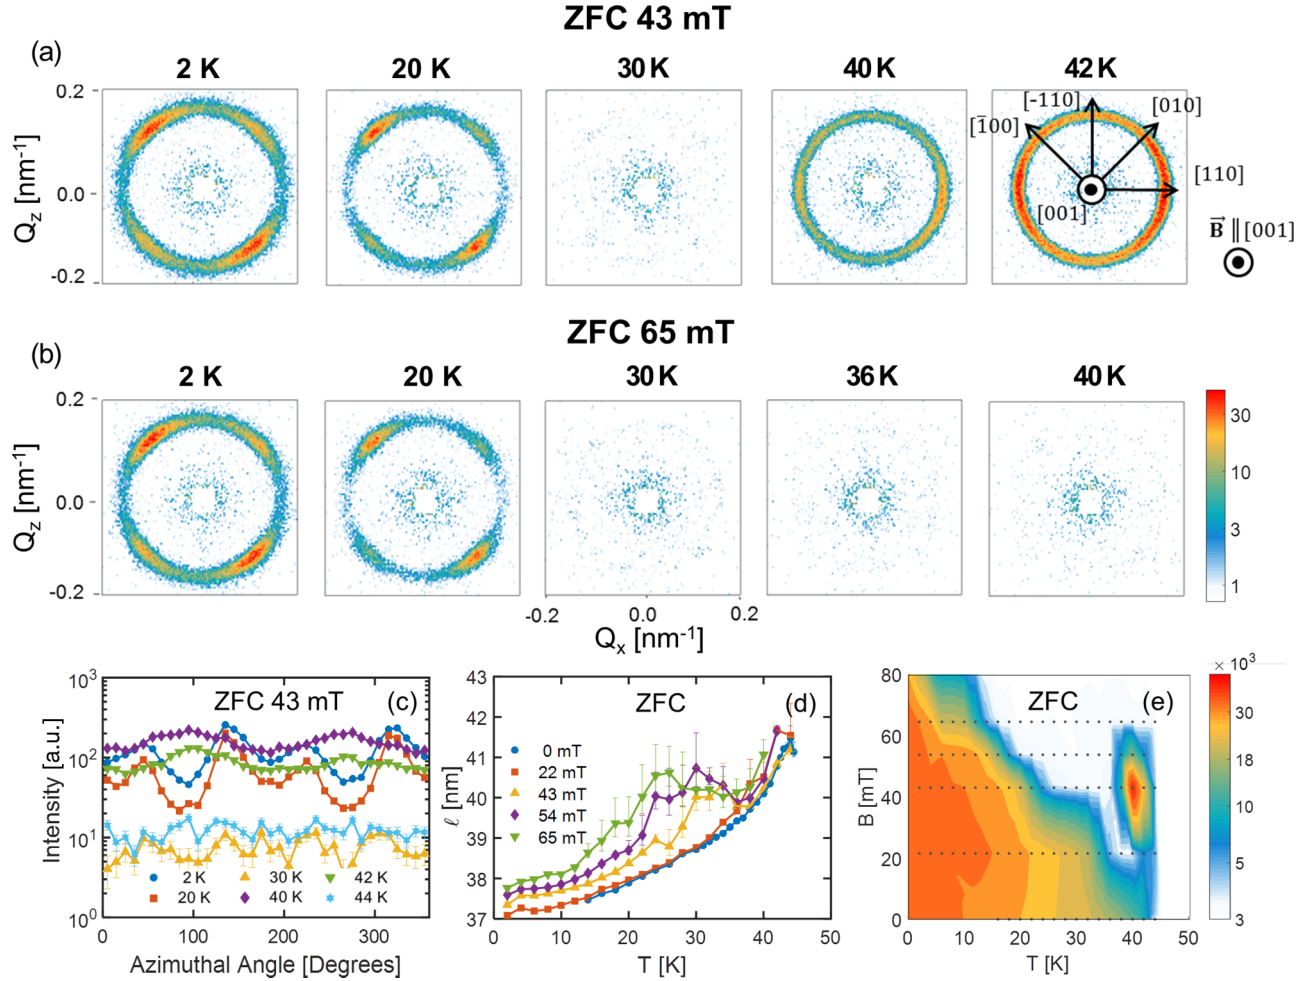 ZFC 43 mT
(a)
2 K 20 K 30 K 40 K 42 K
0.2
0.0
-0.2
Q_z [nm⁻¹]
[-110]
[010]
[1̄00]
[110]
[001]
B⃗ ∥ [001]
ZFC 65 mT
(b)
2 K 20 K 30 K 36 K 40 K
0.2
0.0
-0.2
Q_z [nm⁻¹]
-0.2 0.0 0.2
Q_x [nm⁻¹]
30
10
3
1
ZFC 43 mT (c)
10³
10²
10¹
10⁰
Intensity [a.u.]
2 K 30 K 42 K
20 K 40 K 44 K
0 100 200 300
Azimuthal Angle [Degrees]
ZFC (d)
43
42
41
40
39
38
37
ℓ [nm]
0 mT
22 mT
43 mT
54 mT
65 mT
0 10 20 30 40 50
T [K]
ZFC (e)
80
60
40
20
0
B [mT]
0 10 20 30 40 50
T [K]
× 10³
30
18
10
5
3